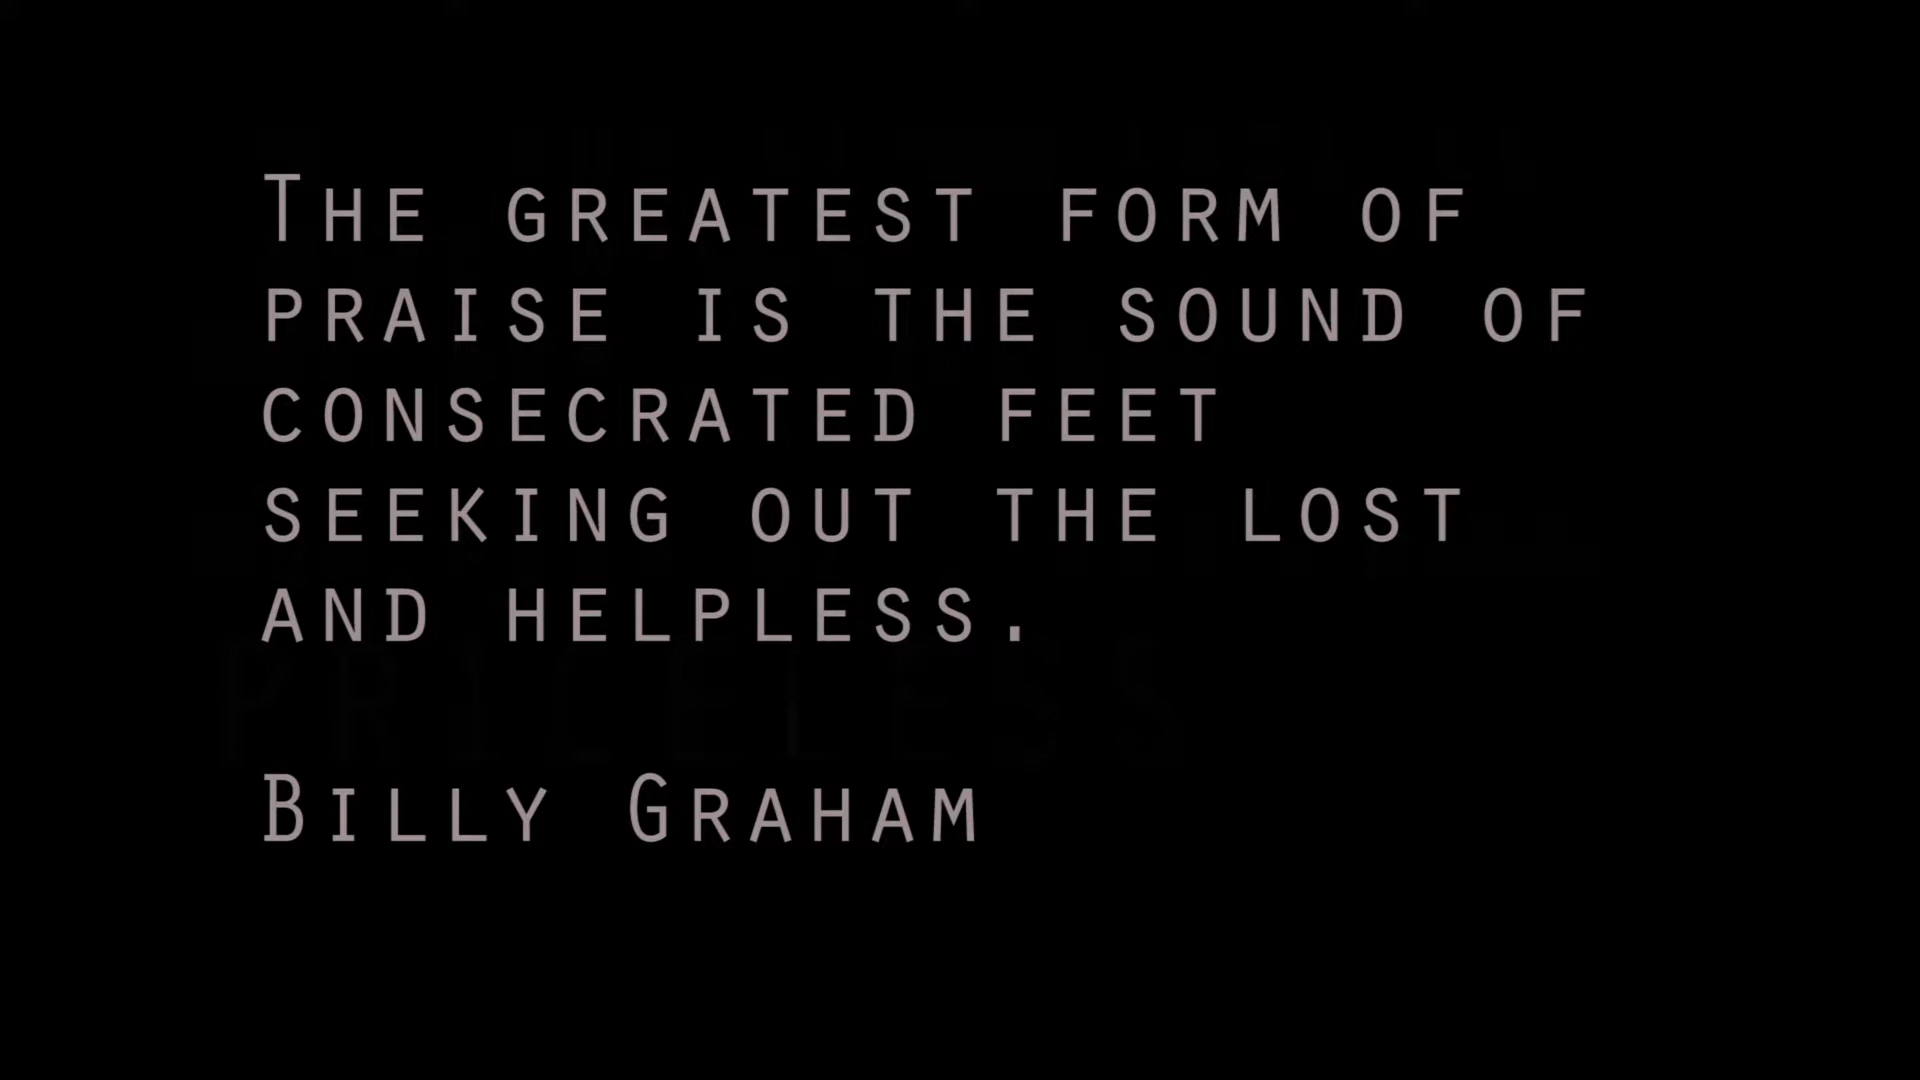 The greatest form of
praise is the sound of
consecrated feet
seeking out the lost
and helpless.
PRICELESS
Billy Graham